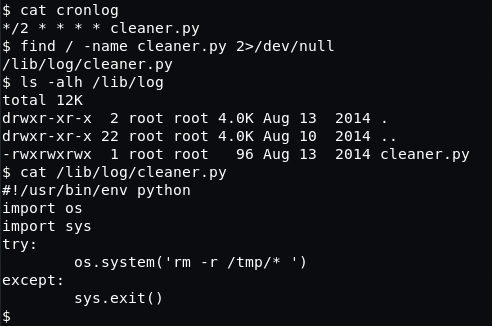 $ cat cronlog
*/2 * * * * cleaner.py
$ find / -name cleaner.py 2>/dev/null
/lib/log/cleaner.py
$ ls -alh /lib/log
total 12K
drwxr-xr-x  2 root root 4.0K Aug 13  2014 .
drwxr-xr-x 22 root root 4.0K Aug 10  2014 ..
-rwxrwxrwx  1 root root   96 Aug 13  2014 cleaner.py
$ cat /lib/log/cleaner.py
#!/usr/bin/env python
import os
import sys
try:
        os.system('rm -r /tmp/* ')
except:
        sys.exit()
$